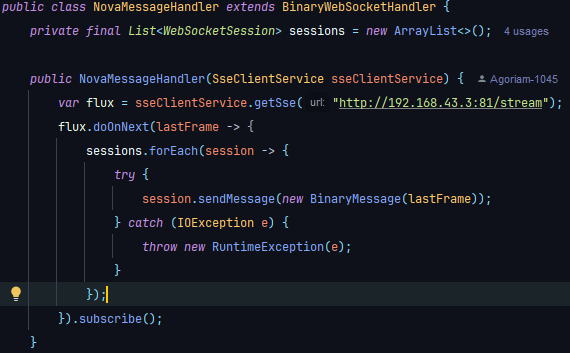 public class NovaMessageHandler extends BinaryWebSocketHandler {
    private final List<WebSocketSession> sessions = new ArrayList<>(); 4 usages
    public NovaMessageHandler(SseClientService sseClientService) { Agoriam-1045
        var flux = sseClientService.getSse( url: "http://192.168.43.3:81/stream");
        flux.doOnNext(lastFrame -> {
            sessions.forEach(session -> {
                try {
                    session.sendMessage(new BinaryMessage(lastFrame));
                } catch (IOException e) {
                    throw new RuntimeException(e);
                }
            });
        }).subscribe();
    }